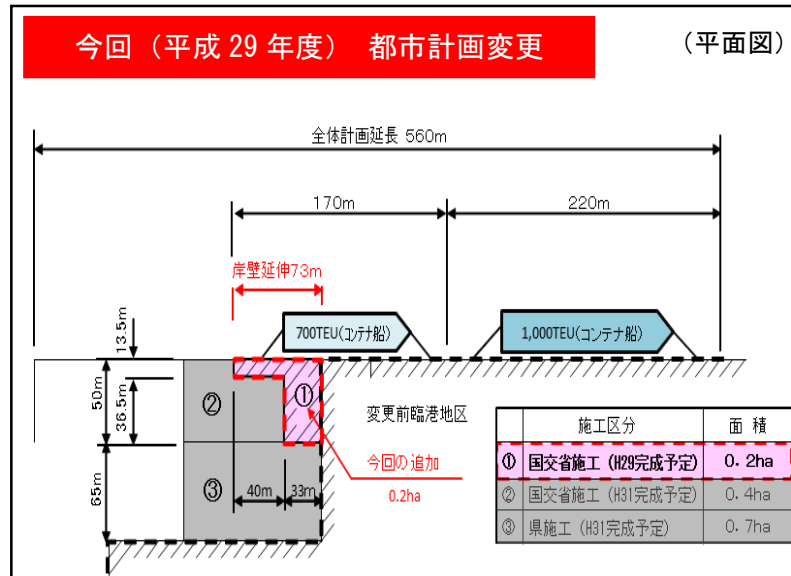 今回（平成 29 年度） 都市計画変更
（平面図）
全体計画延長 560m
170m
220m
岸壁延伸73m
700TEU(コンテナ船)
1,000TEU(コンテナ船)
13.5m
50m
36.5m
65m
①
②
③
40m
33m
変更前臨港地区
今回の追加
0.2ha
施工区分
面 積
① 国交省施工（H29完成予定） 0. 2ha
② 国交省施工（H31完成予定） 0. 4ha
③ 県施工（H31完成予定） 0. 7ha